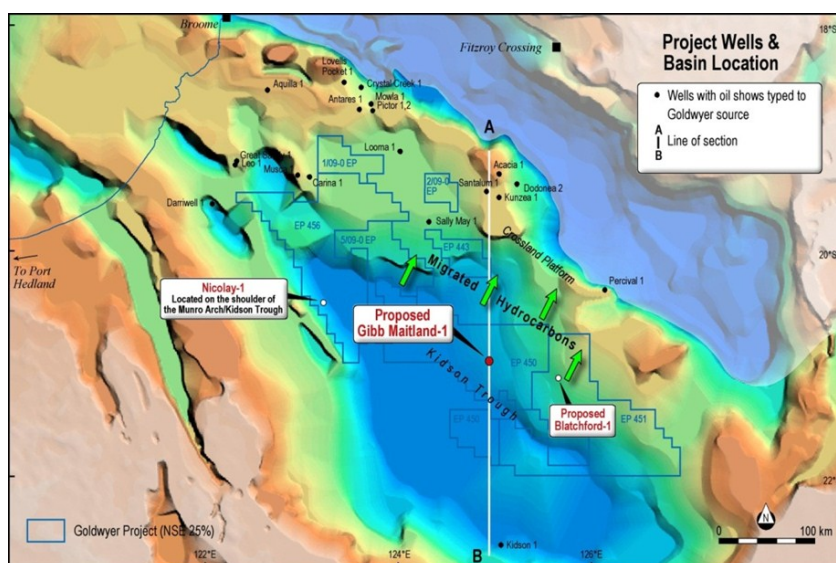 Broome
Fitzroy Crossing
18°S
Project Wells &
Basin Location
Wells with oil shows typed to
Goldwyer source
A
Line of section
B
Lovells
Pocket 1
Crystal Creek 1
Aquilla 1
Mowla 1
Antares 1
Pictor 1,2
A
Looma 1
Leo 1
1/09-0 EP
Carina 1
2/09-0
EP
Acacia 1
Santalum 1
Dodonea 2
Kunzea 1
Darriwell 1
EP 456
Sally May 1
5/09-0 EP
EP 443
Crossland Platform
20°S
To Port
Hedland
Migrated Hydrocarbons
Percival 1
Nicolay-1
Located on the shoulder of
the Munro Arch/Kidson Trough
Proposed
Gibb Maitland-1
EP 450
Kidson Trough
Proposed
Blatchford-1
EP 451
22°
Goldwyer Project (NSE 25%)
122°E
124°E
B
Kidson 1
126°E
N
0
100 km